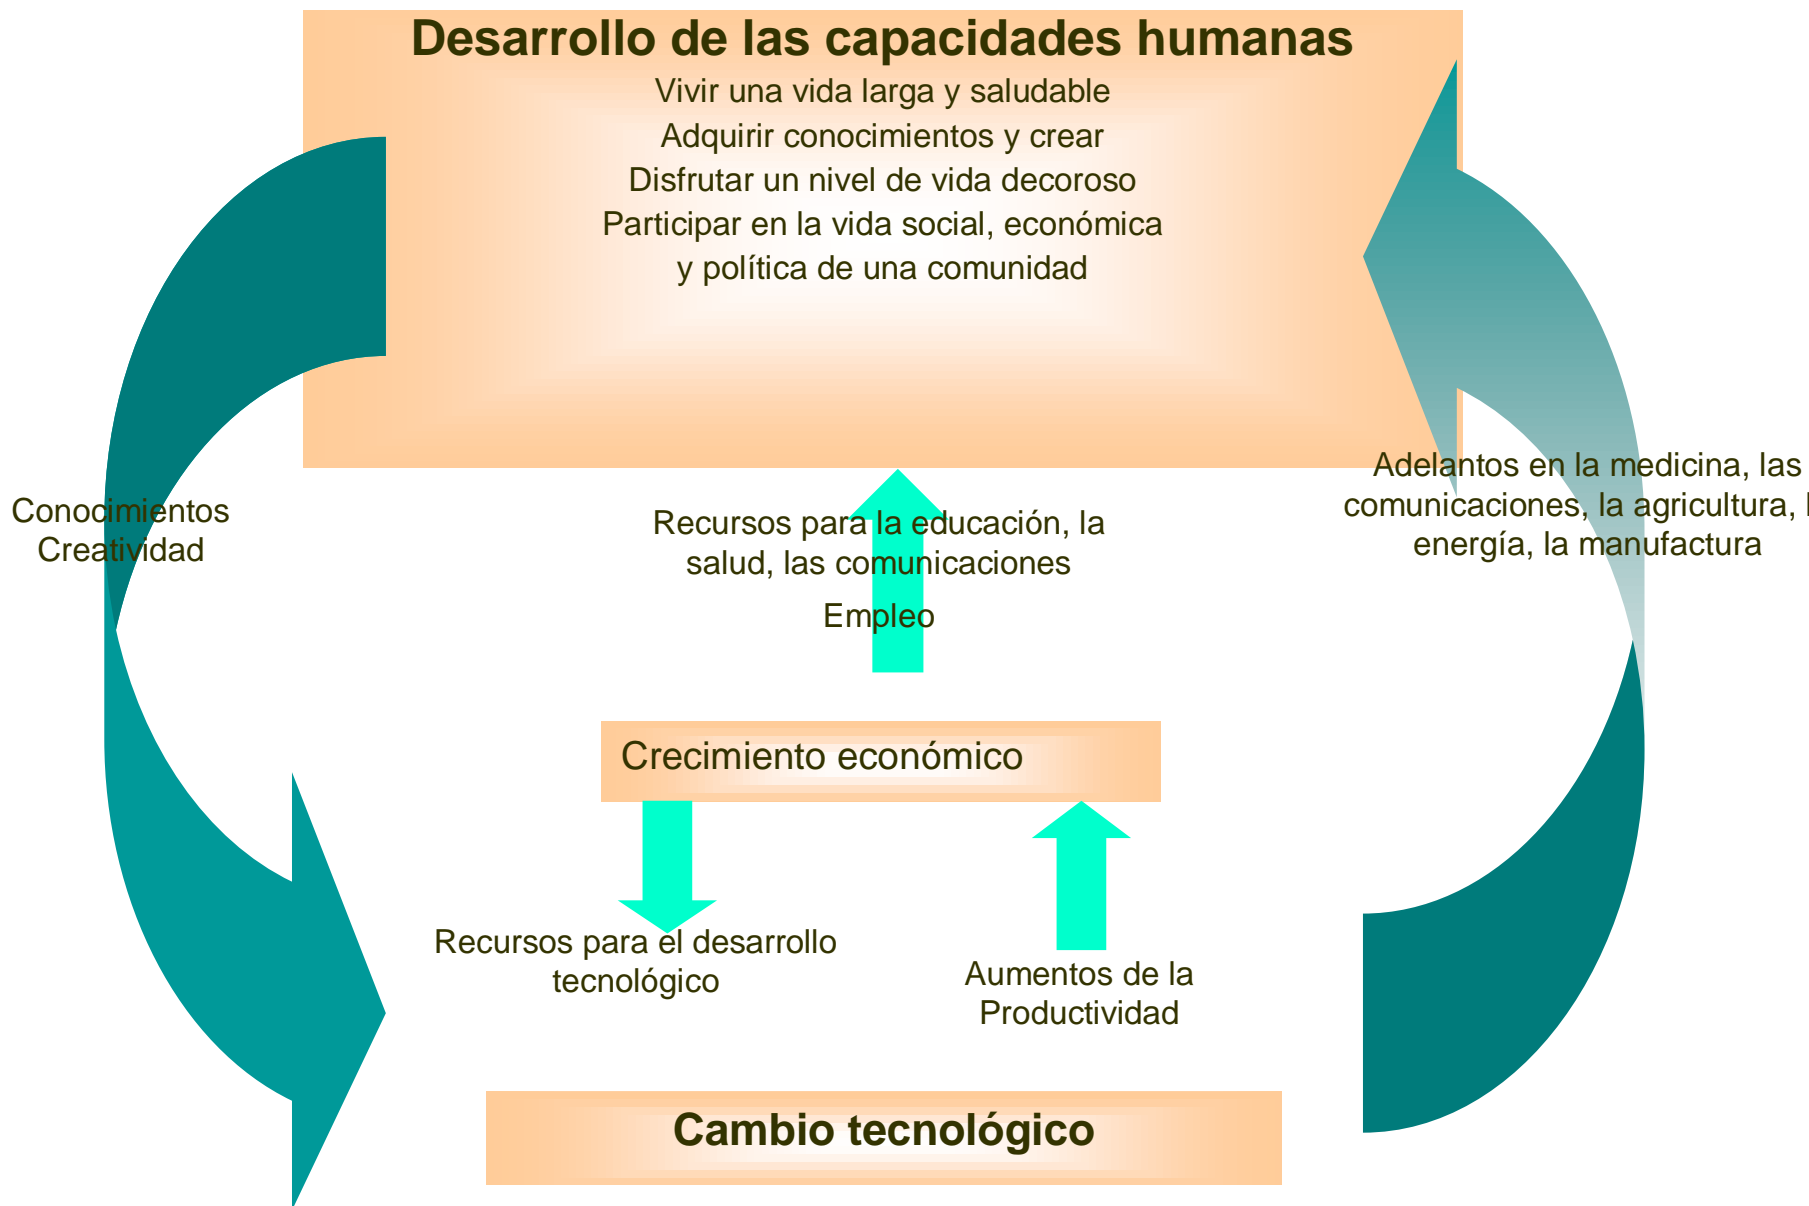 Desarrollo de las capacidades humanas
Vivir una vida larga y saludable
Adquirir conocimientos y crear
Disfrutar un nivel de vida decoroso
Participar en la vida social, económica
y política de una comunidad
Conocimientos
Creatividad
Recursos para la educación, la
salud, las comunicaciones
Empleo
Adelantos en la medicina, las
comunicaciones, la agricultura,
energía, la manufactura
Crecimiento económico
Recursos para el desarrollo
tecnológico
Aumentos de la
Productividad
Cambio tecnológico